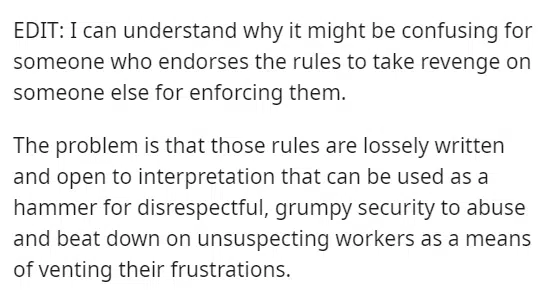 EDIT: I can understand why it might be confusing for
someone who endorses the rules to take revenge on
someone else for enforcing them.
The problem is that those rules are lossely written
and open to interpretation that can be used as a
hammer for disrespectful, grumpy security to abuse
and beat down on unsuspecting workers as a means
of venting their frustrations.